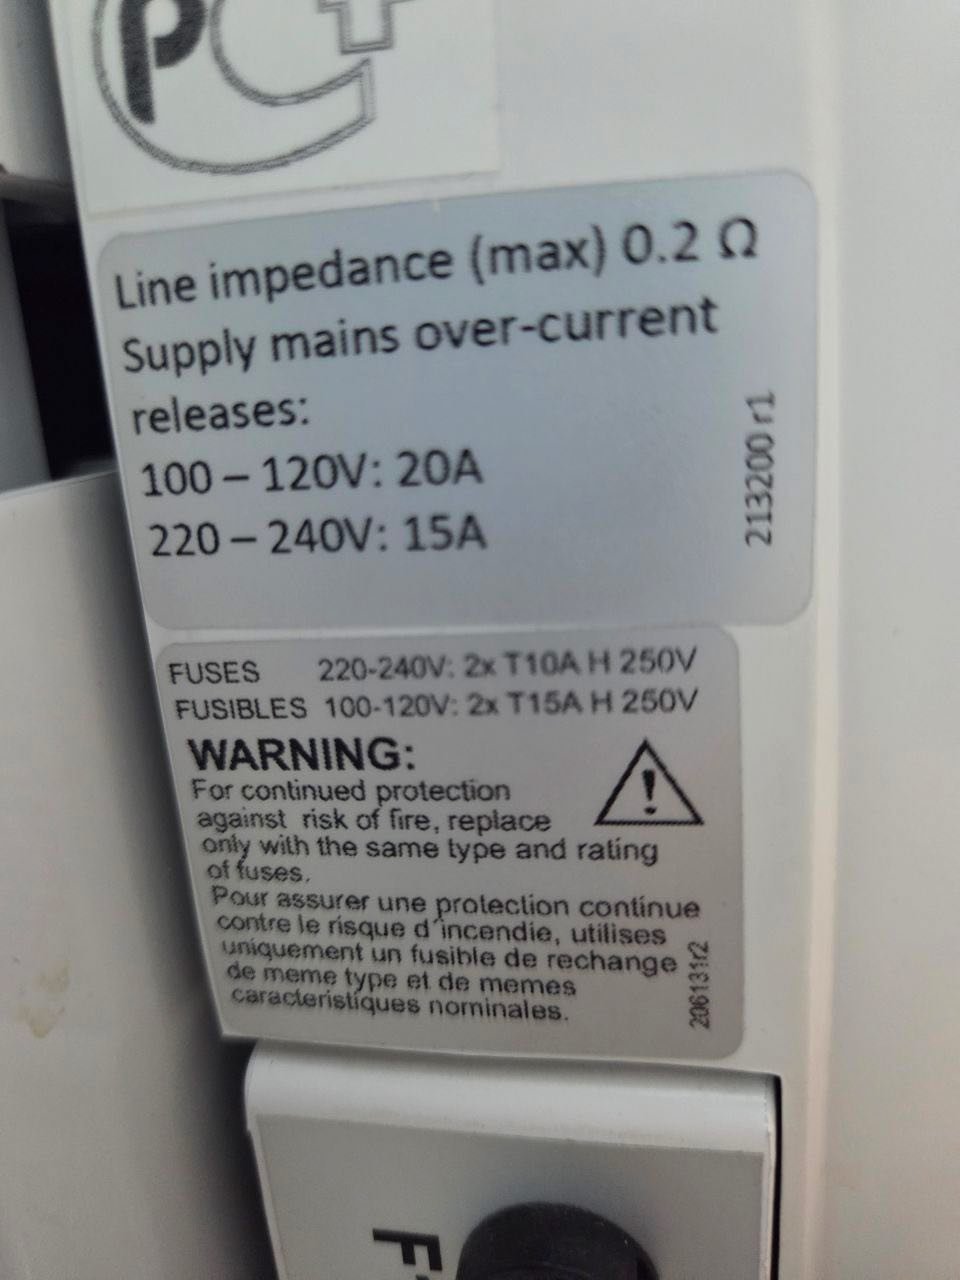 Line impedance (max) 0.2 Ω
Supply mains over-current
releases:
100 – 120V: 20A
220 – 240V: 15A
213200 r1
FUSES 220-240V: 2x T10A H 250V
FUSIBLES 100-120V: 2x T15A H 250V
WARNING:
For continued protection
against risk of fire, replace
only with the same type and rating
of fuses.
Pour assurer une protection continue
contre le risque d'incendie, utilises
uniquement un fusible de rechange
de meme type et de memes
caracteristiques nominales.
206131r2